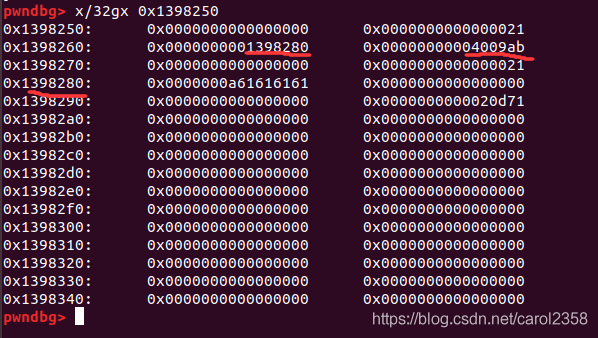 pwndbg> x/32gx 0x1398250
0x1398250: 0x0000000000000000 0x0000000000000021
0x1398260: 0x0000000001398280 0x00000000004009ab
0x1398270: 0x0000000000000000 0x0000000000000021
0x1398280: 0x0000000a61616161 0x0000000000000000
0x1398290: 0x0000000000000000 0x0000000000020d71
0x13982a0: 0x0000000000000000 0x0000000000000000
0x13982b0: 0x0000000000000000 0x0000000000000000
0x13982c0: 0x0000000000000000 0x0000000000000000
0x13982d0: 0x0000000000000000 0x0000000000000000
0x13982e0: 0x0000000000000000 0x0000000000000000
0x13982f0: 0x0000000000000000 0x0000000000000000
0x1398300: 0x0000000000000000 0x0000000000000000
0x1398310: 0x0000000000000000 0x0000000000000000
0x1398320: 0x0000000000000000 0x0000000000000000
0x1398330: 0x0000000000000000 0x0000000000000000
0x1398340: 0x0000000000000000 0x0000000000000000
pwndbg>
https://blog.csdn.net/carol2358